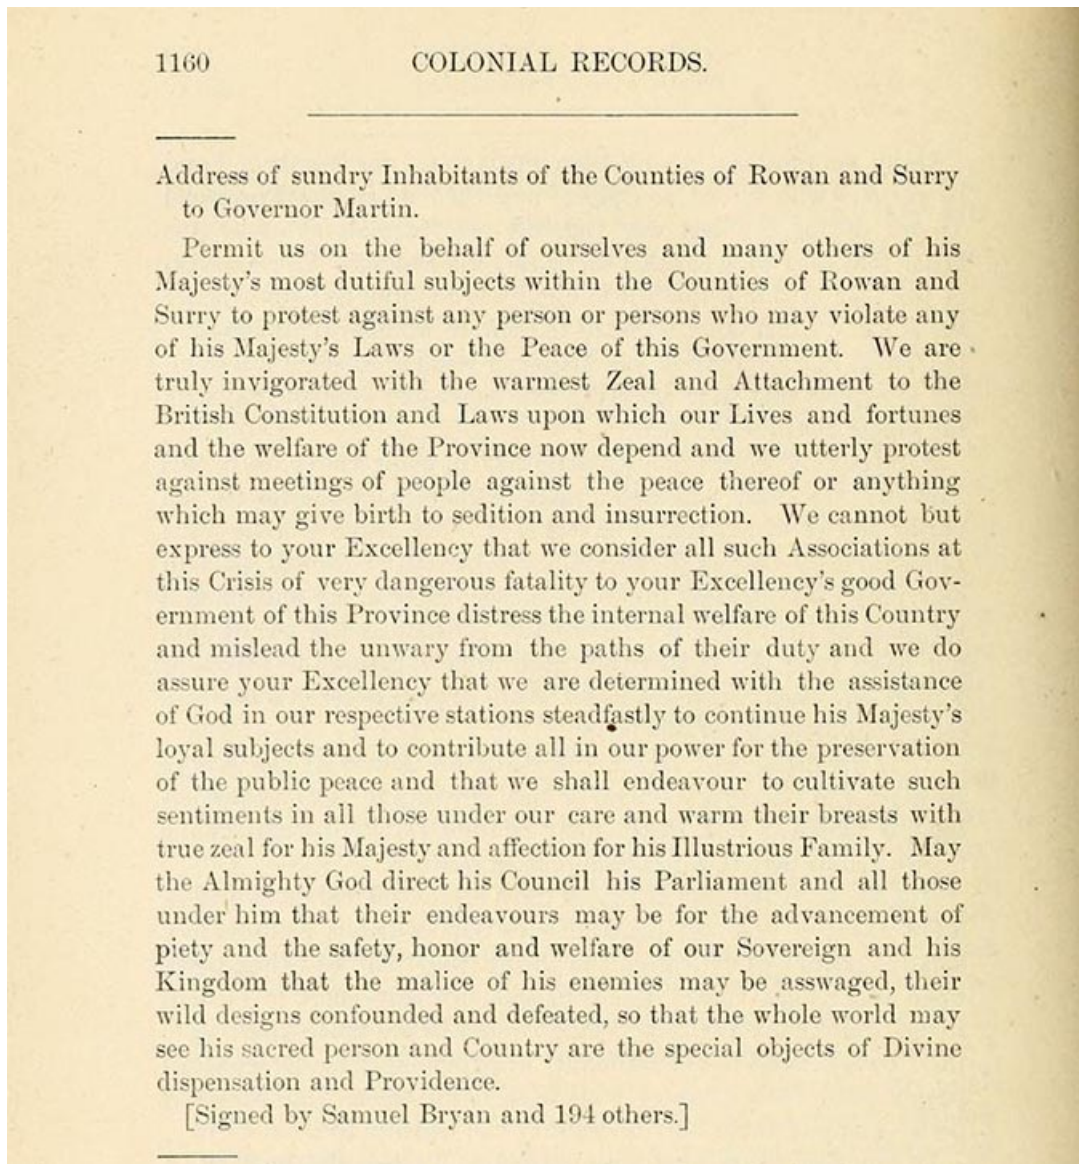 1160 COLONIAL RECORDS.
Address of sundry Inhabitants of the Counties of Rowan and Surry
to Governor Martin.
Permit us on the behalf of ourselves and many others of his
Majesty's most dutiful subjects within the Counties of Rowan and
Surry to protest against any person or persons who may violate any
of his Majesty's Laws or the Peace of this Government. We are
truly invigorated with the warmest Zeal and Attachment to the
British Constitution and Laws upon which our Lives and fortunes
and the welfare of the Province now depend and we utterly protest
against meetings of people against the peace thereof or anything
which may give birth to sedition and insurrection. We cannot but
express to your Excellency that we consider all such Associations at
this Crisis of very dangerous fatality to your Excellency's good Gov-
ernment of this Province distress the internal welfare of this Country
and mislead the unwary from the paths of their duty and we do
assure your Excellency that we are determined with the assistance
of God in our respective stations steadfastly to continue his Majesty's
loyal subjects and to contribute all in our power for the preservation
of the public peace and that we shall endeavour to cultivate such
sentiments in all those under our care and warm their breasts with
true zeal for his Majesty and affection for his Illustrious Family. May
the Almighty God direct his Council his Parliament and all those
under him that their endeavours may be for the advancement of
piety and the safety, honor and welfare of our Sovereign and his
Kingdom that the malice of his enemies may be asswaged, their
wild designs confounded and defeated, so that the whole world may
see his sacred person and Country are the special objects of Divine
dispensation and Providence.
[Signed by Samuel Bryan and 194 others.]